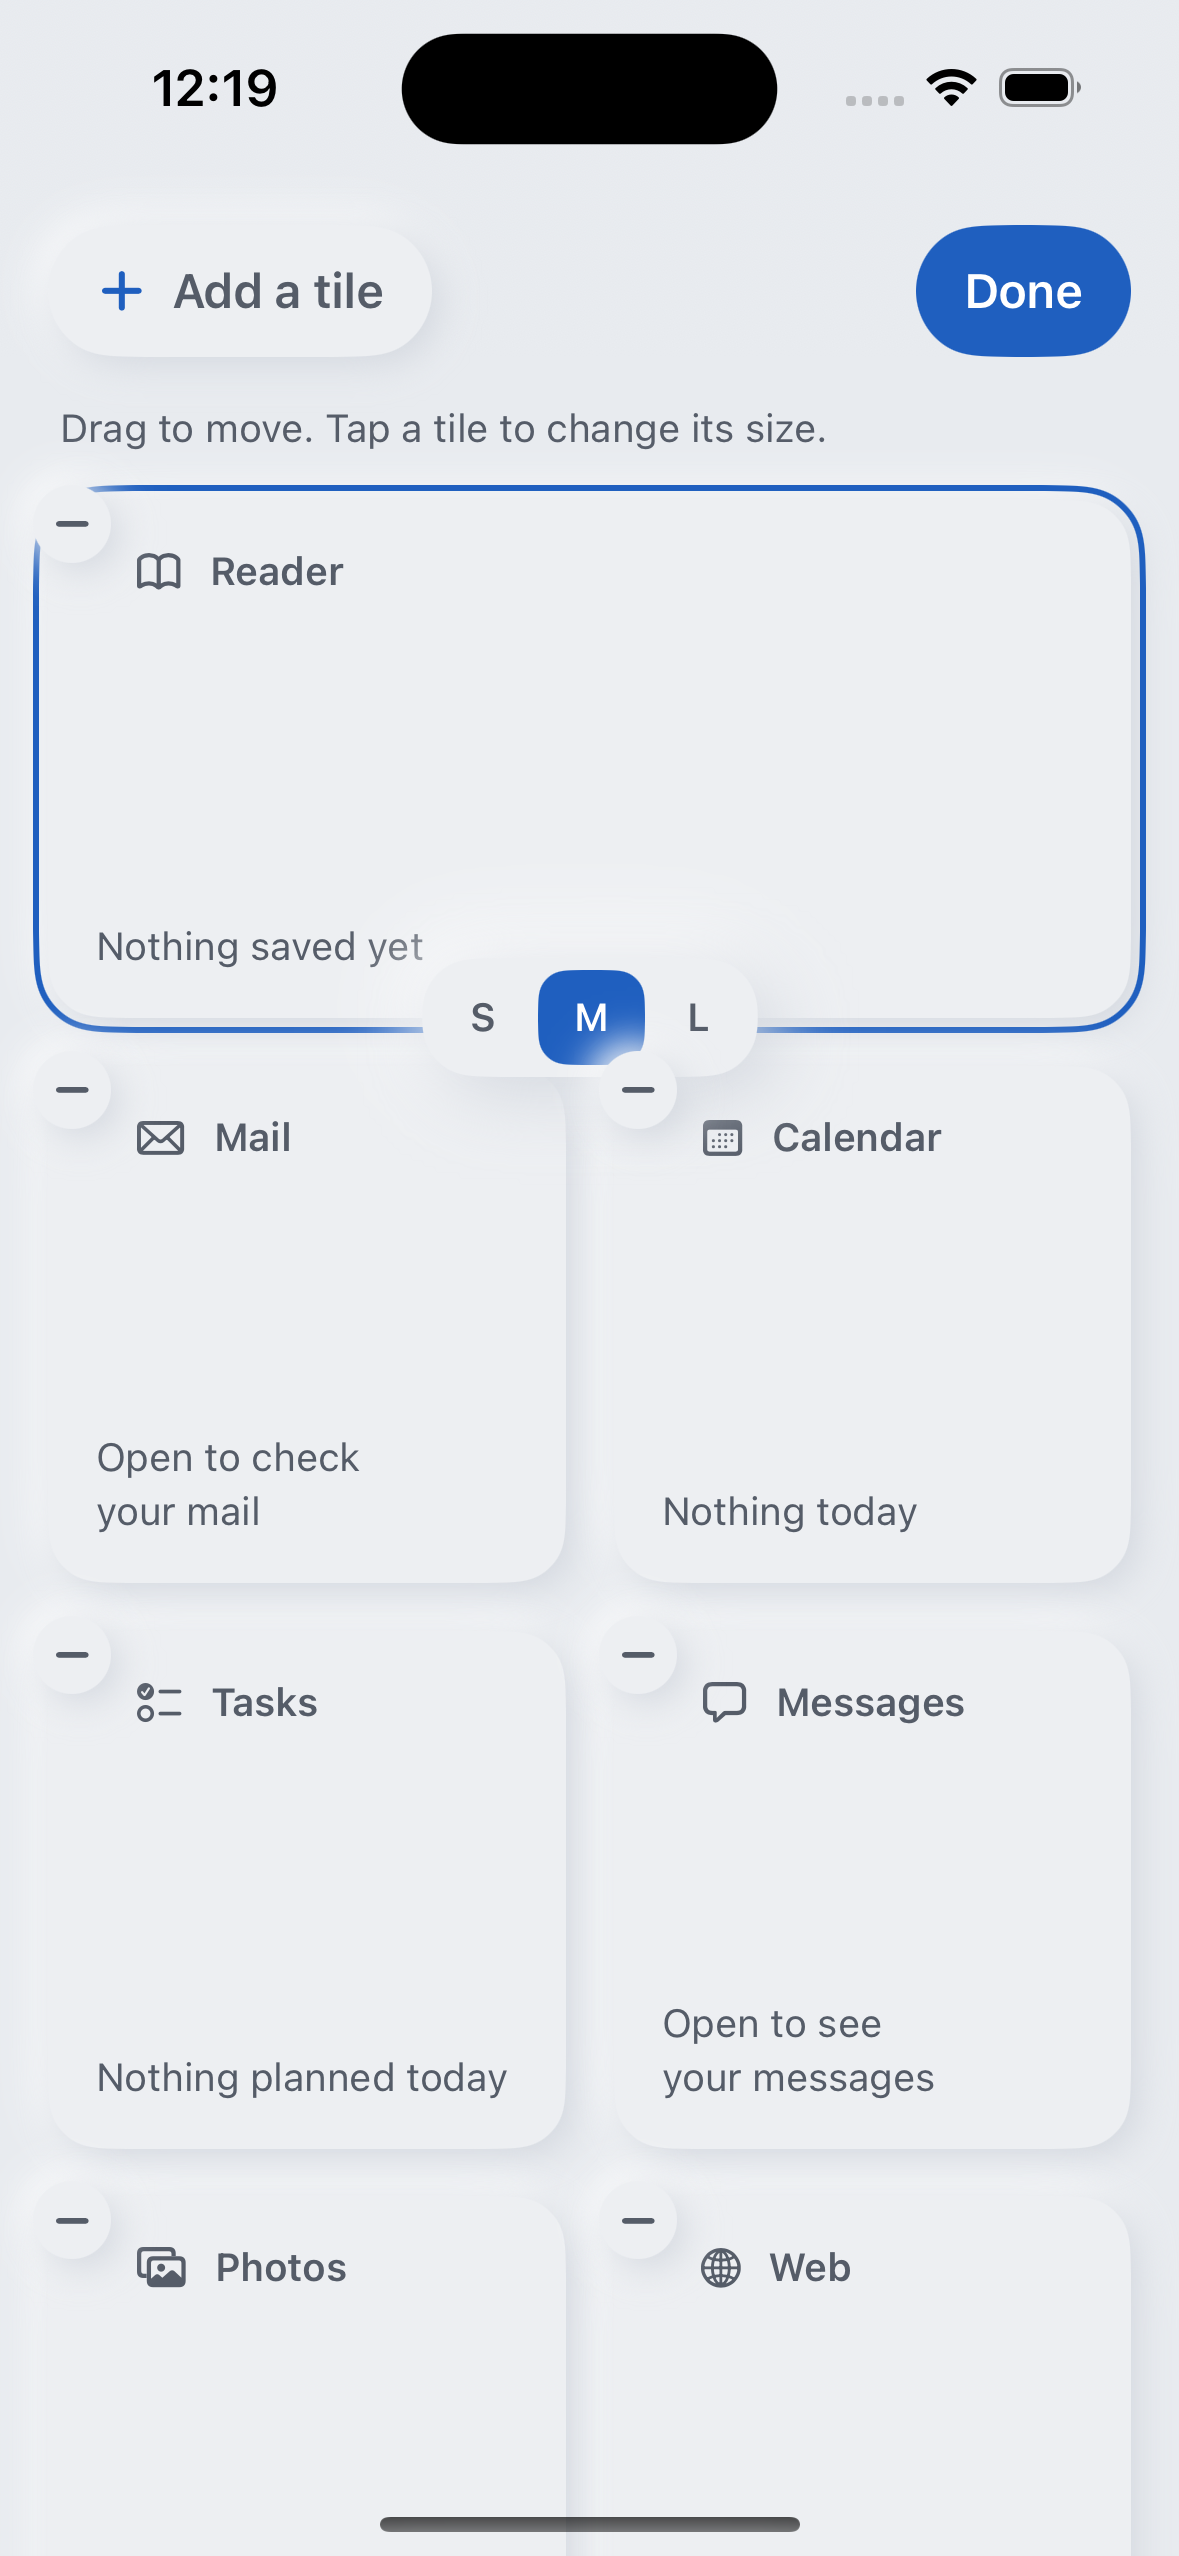 12:19
Add a tile
Done
Drag to move. Tap a tile to change its size.
Reader
Nothing saved yet
S M L
Mail
Calendar
Open to check
your mail
Nothing today
Tasks
Messages
Nothing planned today
Open to see
your messages
Photos
Web